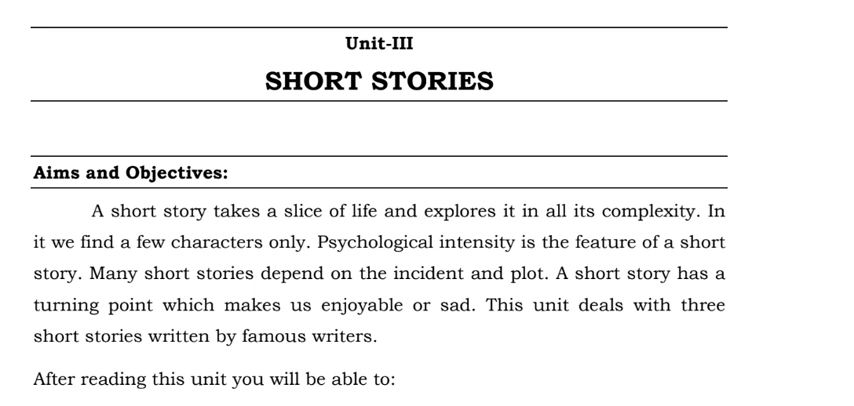 Unit-III
SHORT STORIES
Aims and Objectives:
A short story takes a slice of life and explores it in all its complexity. In
it we find a few characters only. Psychological intensity is the feature of a short
story. Many short stories depend on the incident and plot. A short story has a
turning point which makes us enjoyable or sad. This unit deals with three
short stories written by famous writers.
After reading this unit you will be able to: